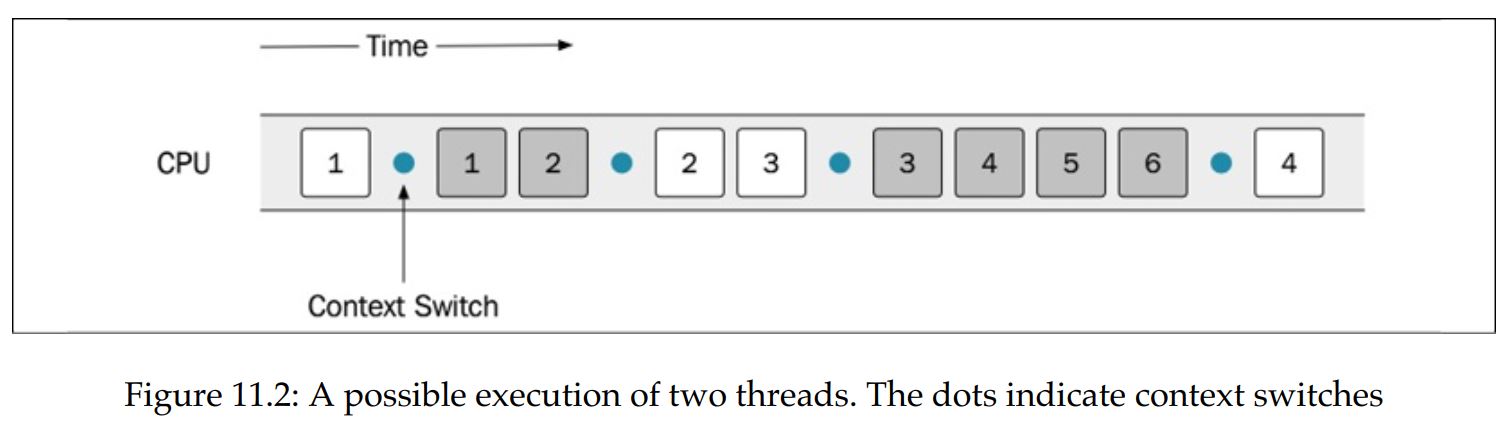 Time
CPU 1 1 2 2 3 3 4 5 6 4
Context Switch
Figure 11.2: A possible execution of two threads. The dots indicate context switches